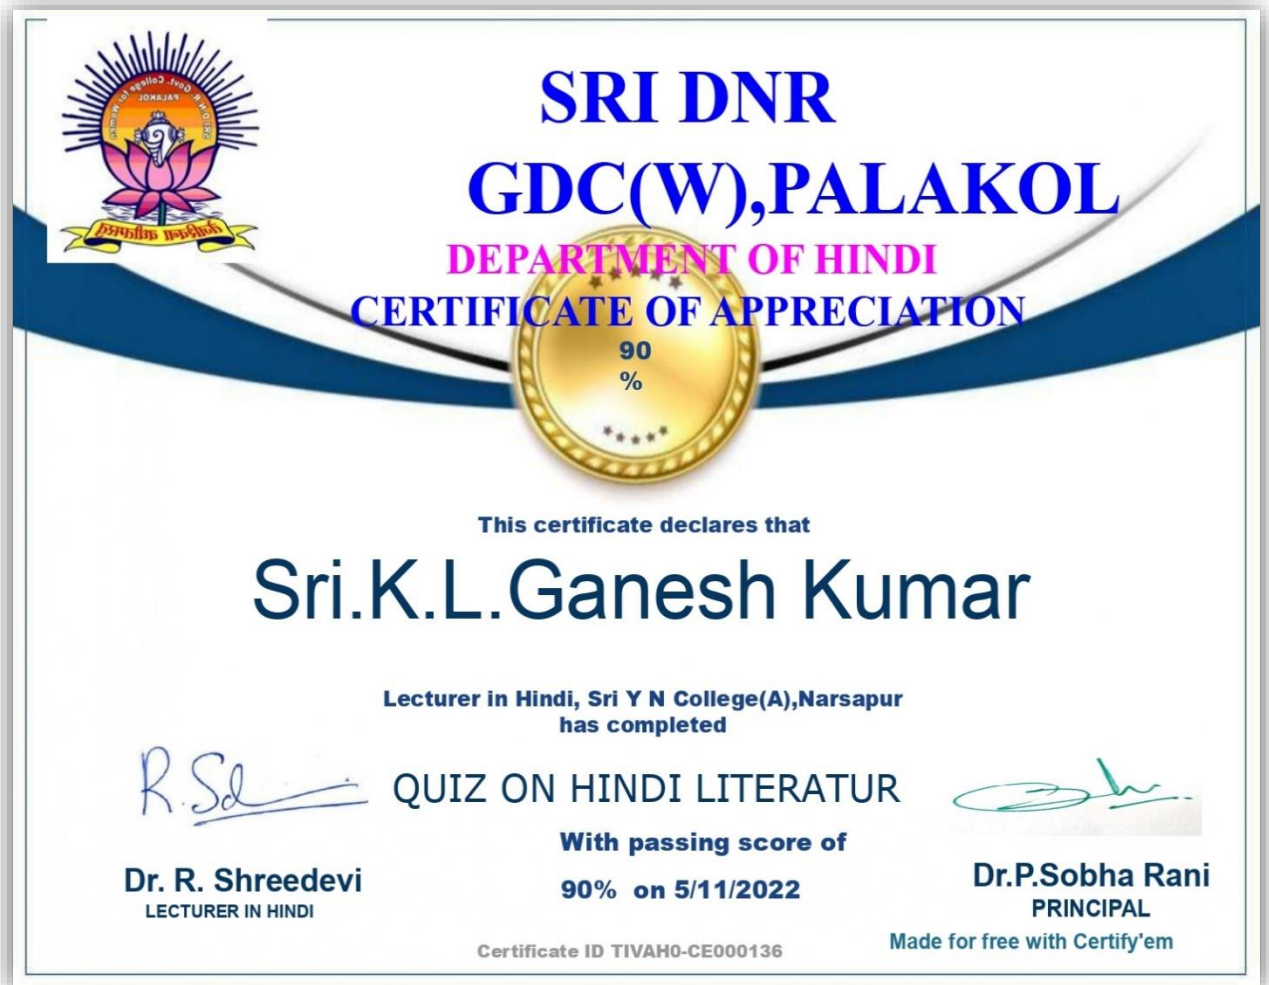 SRI DNR
GDC(W),PALAKOL
DEPARTMENT OF HINDI
CERTIFICATE OF APPRECIATION
90
%
This certificate declares that
Sri.K.L.Ganesh Kumar
Lecturer in Hindi, Sri Y N College(A),Narsapur
has completed
QUIZ ON HINDI LITERATUR
With passing score of
90% on 5/11/2022
Dr. R. Shreedevi
LECTURER IN HINDI
Dr.P.Sobha Rani
PRINCIPAL
Certificate ID TIVAH0-CE000136
Made for free with Certify'em